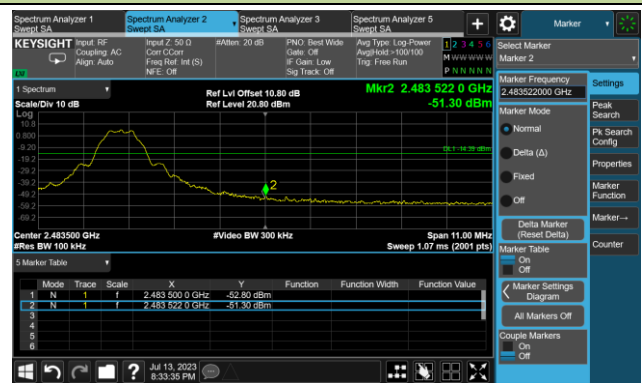 Spectrum Analyzer 1
Swept SA
Spectrum Analyzer 2
Swept SA
Spectrum Analyzer 3
Swept SA
Spectrum Analyzer 5
Swept SA
+
Marker
KEYSIGHT
Input: RF
Coupling: AC
Align: Auto
Input Z: 50 Ω
Corr CCorr
Freq Ref: Int (S)
NFE: Off
#Atten: 20 dB
PNO: Best Wide
Gate: Off
IF Gain: Low
Sig Track: Off
Avg Type: Log-Power
Avg|Hold:>100/100
Trig: Free Run
1 2 3 4 5 6
M W W W W W
P N N N N N
LV
Select Marker
Marker 2
1 Spectrum
Scale/Div 10 dB
Ref Lvl Offset 10.80 dB
Ref Level 20.80 dBm
Mkr2 2.483 522 0 GHz
-51.30 dBm
Log
10.8
0.800
-9.20
-19.2
-29.2
-39.2
-49.2
-59.2
-69.2
DL1 -14.39 dBm
2
Center 2.483500 GHz
#Res BW 100 kHz
#Video BW 300 kHz
Span 11.00 MHz
Sweep 1.07 ms (2001 pts)
5 Marker Table
Mode Trace Scale X Y Function Function Width Function Value
1 N 1 f 2.483 500 0 GHz -52.80 dBm
2 N 1 f 2.483 522 0 GHz -51.30 dBm
3
4
5
6
Marker Frequency
2.483522000 GHz
Marker Mode
Normal
Delta (Δ)
Fixed
Off
Delta Marker
(Reset Delta)
Marker Table
On
Off
Marker Settings
Diagram
All Markers Off
Couple Markers
On
Off
Settings
Peak
Search
Pk Search
Config
Properties
Marker
Function
Marker→
Counter
?
Jul 13, 2023
8:33:35 PM